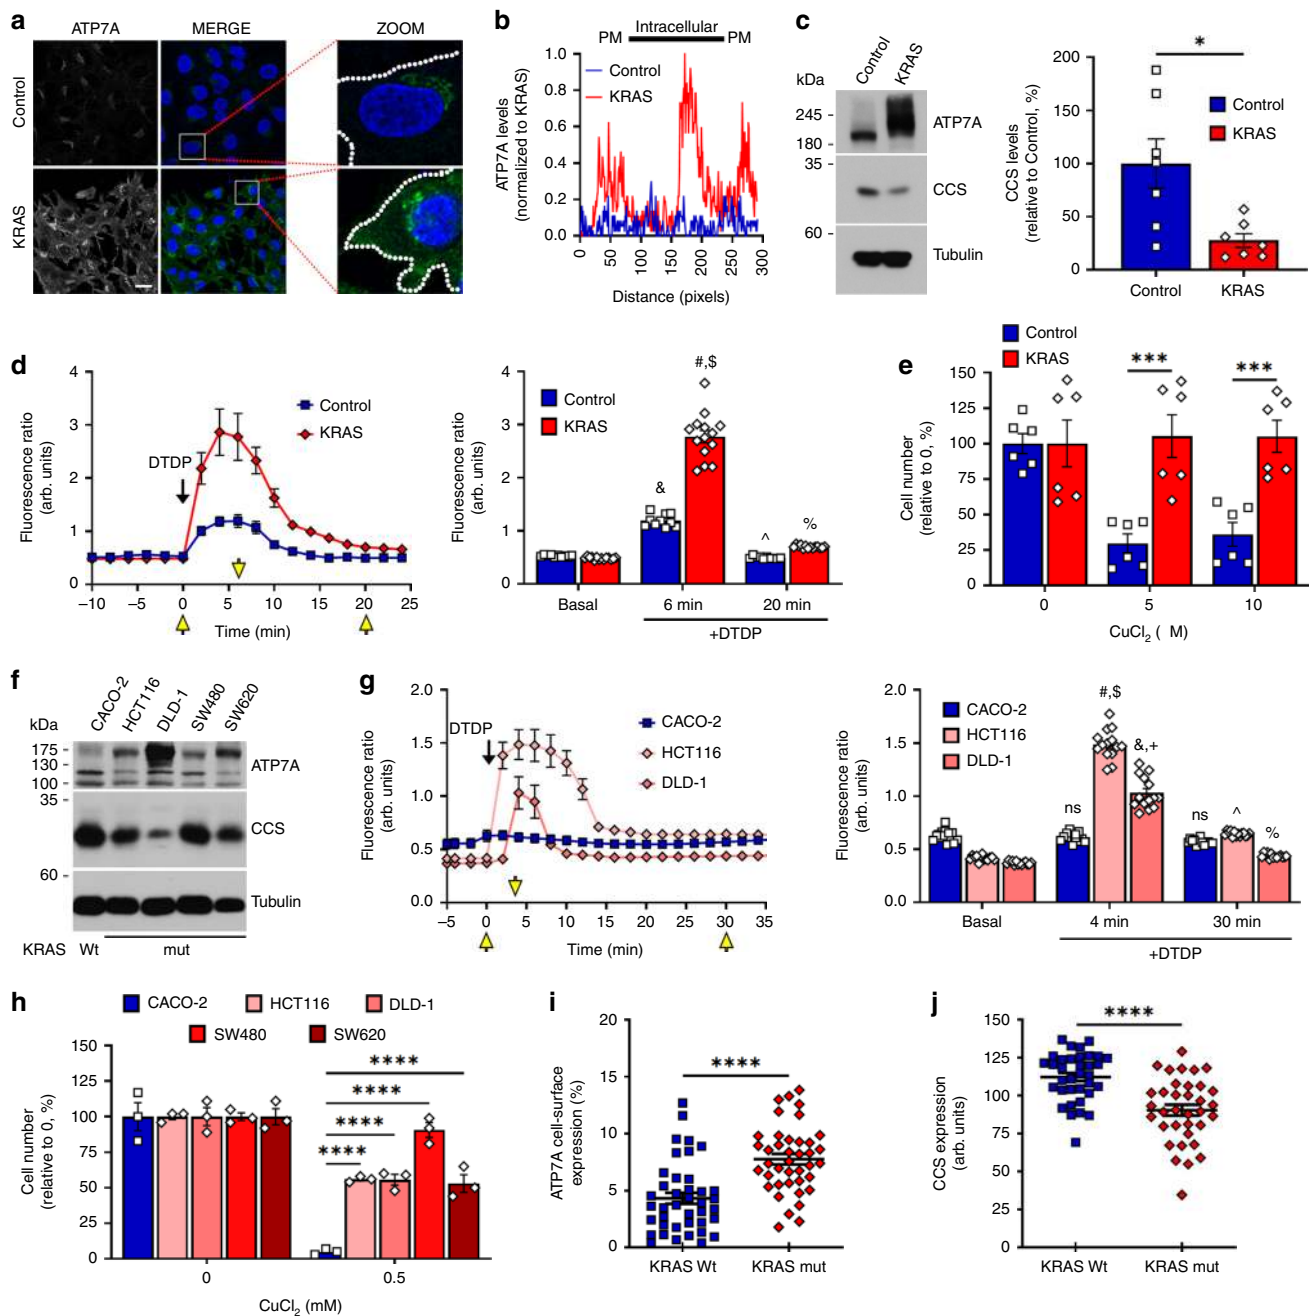 a
ATP7A
MERGE
ZOOM
Control
KRAS
b
Intracellular
PM
PM
ATP7A levels
(normalized to KRAS)
1.0
0.8
0.6
0.4
0.2
0.0
Control
KRAS
0
50
100
150
200
250
300
Distance (pixels)
c
Control
KRAS
kDa
245
180
35
60
ATP7A
CCS
Tubulin
CCS levels
(relative to Control, %)
200
150
100
50
0
*
Control
KRAS
Control
KRAS
d
Fluorescence ratio
(arb. units)
4
3
2
1
0
DTDP
Control
KRAS
–10
–5
0
5
10
15
20
25
Time (min)
Fluorescence ratio
(arb. units)
4
3
2
1
0
Control
KRAS
&
#,$
^
%
Basal
6 min
20 min
+DTDP
e
Control
KRAS
Cell number
(relative to 0, %)
150
125
100
75
50
25
0
***
***
0
5
10
CuCl2 ( M)
f
CACO-2
HCT116
DLD-1
SW480
SW620
kDa
175
130
100
35
60
ATP7A
CCS
Tubulin
KRAS
Wt
mut
g
Fluorescence ratio
(arb. units)
2.0
1.5
1.0
0.5
0.0
DTDP
CACO-2
HCT116
DLD-1
–5
0
5
10
15
20
25
30
35
Time (min)
Fluorescence ratio
(arb. units)
2.0
1.5
1.0
0.5
0.0
CACO-2
HCT116
DLD-1
ns
#,$
&,+
ns
^
%
Basal
4 min
30 min
+DTDP
h
CACO-2
HCT116
DLD-1
SW480
SW620
Cell number
(relative to 0, %)
150
125
100
75
50
25
0
****
****
****
****
0
0.5
CuCl2 (mM)
i
ATP7A cell-surface
expression (%)
20
15
10
5
0
****
KRAS Wt
KRAS mut
j
CCS expression
(arb. units)
150
125
100
75
50
25
0
****
KRAS Wt
KRAS mut